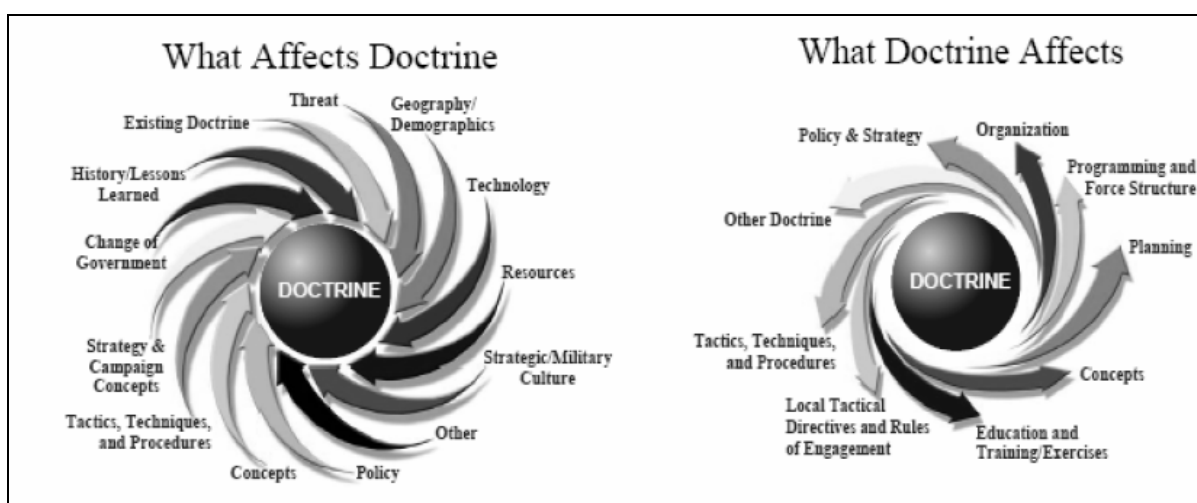 What Affects Doctrine
Threat
Geography/
Demographics
Existing Doctrine
History/Lessons
Learned
Technology
Change of
Government
Resources
DOCTRINE
Strategy &
Campaign
Concepts
Strategic/Military
Culture
Tactics, Techniques,
and Procedures
Other
Concepts
Policy
What Doctrine Affects
Policy & Strategy
Organization
Programming and
Force Structure
Other Doctrine
Planning
DOCTRINE
Tactics, Techniques,
and Procedures
Concepts
Local Tactical
Directives and Rules
of Engagement
Education and
Training/Exercises